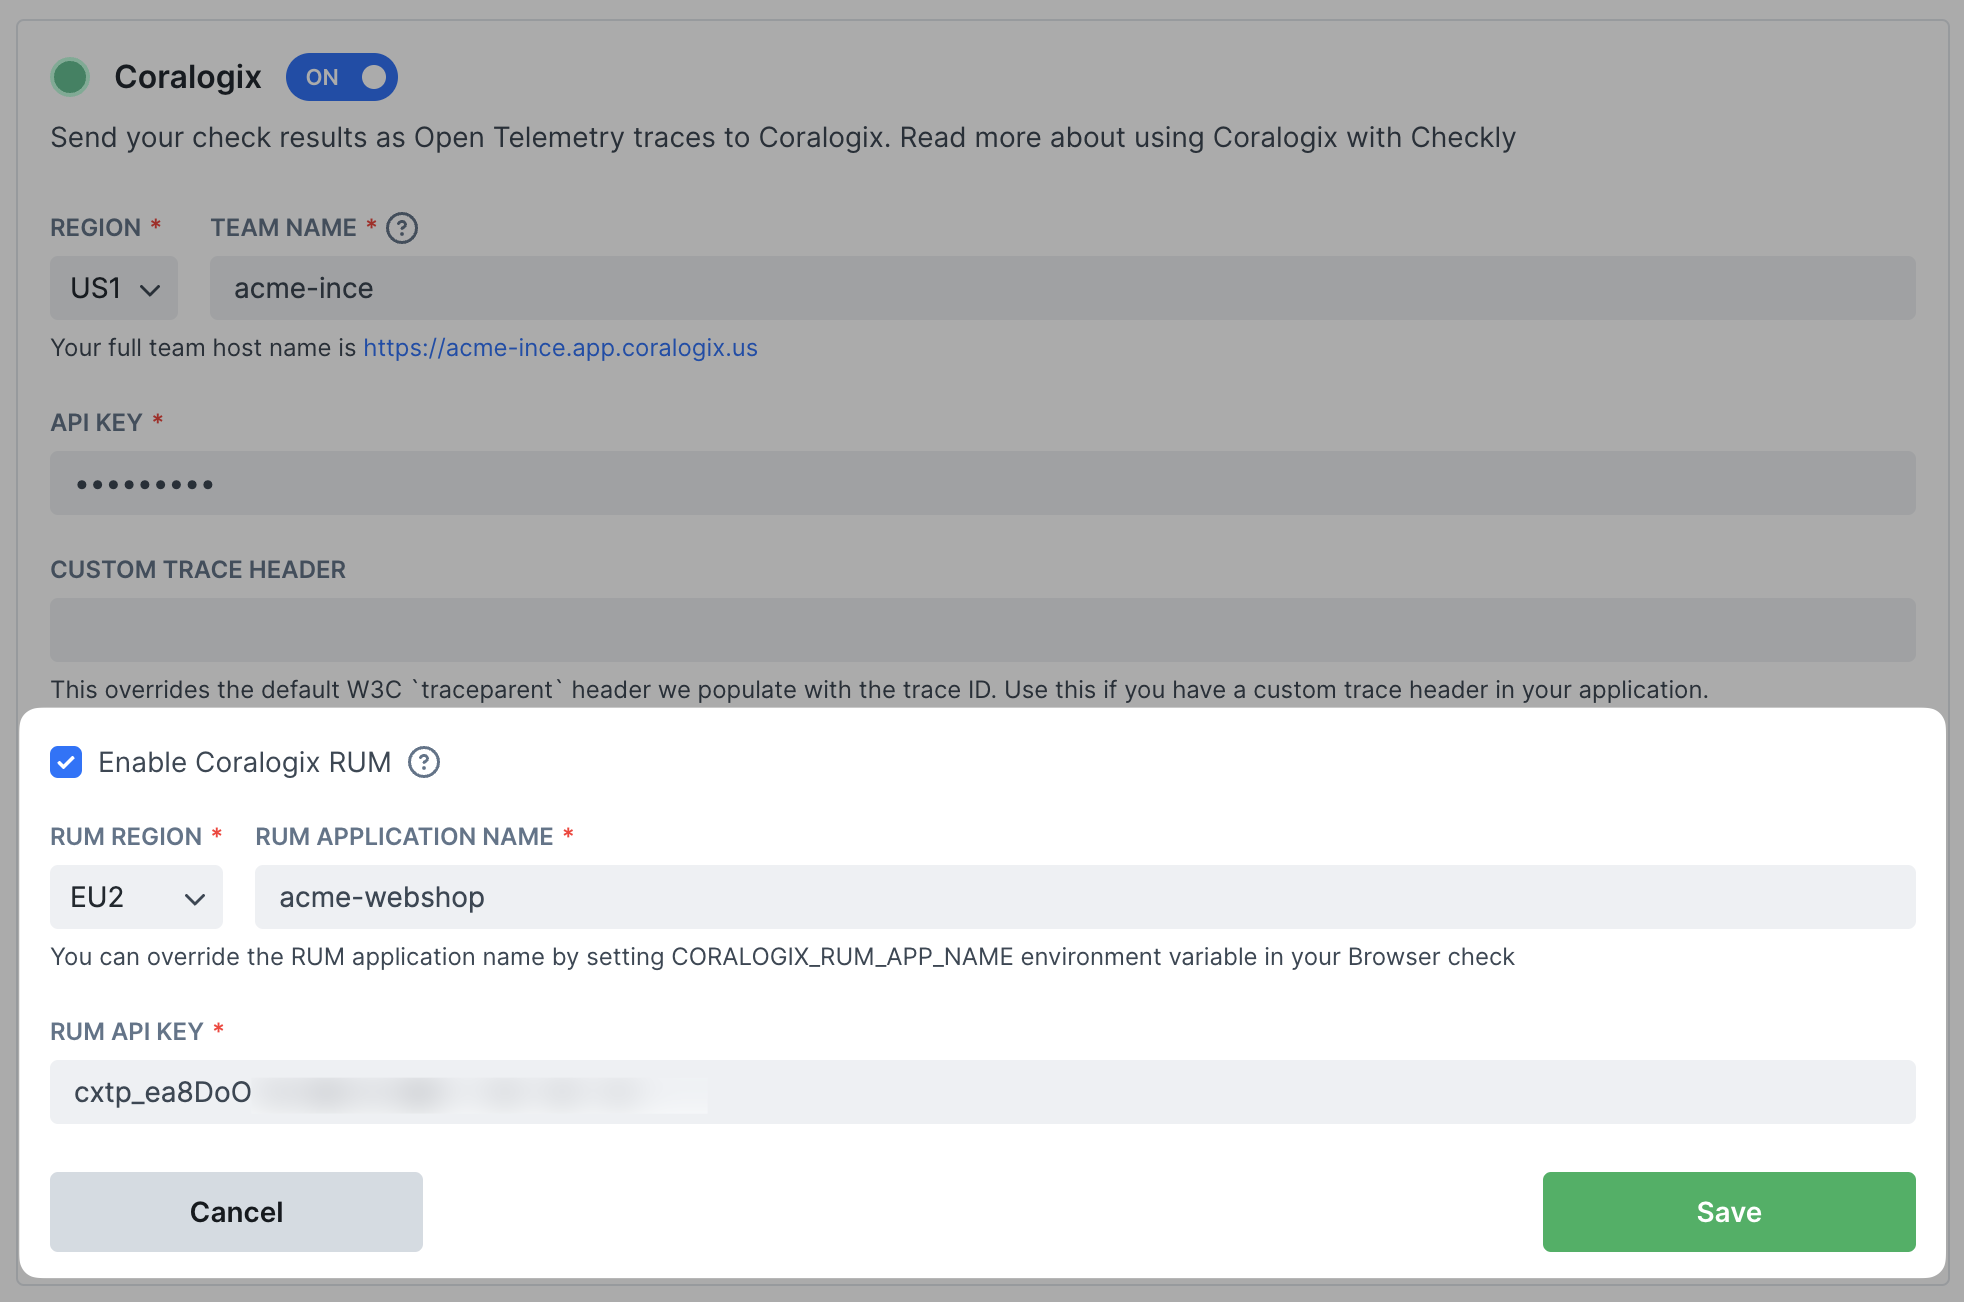 Coralogix ON
Send your check results as Open Telemetry traces to Coralogix. Read more about using Coralogix with Checkly
REGION * TEAM NAME * ?
US1 acme-ince
Your full team host name is https://acme-ince.app.coralogix.us
API KEY *
•••••••••
CUSTOM TRACE HEADER
This overrides the default W3C `traceparent` header we populate with the trace ID. Use this if you have a custom trace header in your application.
Enable Coralogix RUM ?
RUM REGION * RUM APPLICATION NAME *
EU2 acme-webshop
You can override the RUM application name by setting CORALOGIX_RUM_APP_NAME environment variable in your Browser check
RUM API KEY *
cxtp_ea8DoO
Cancel Save